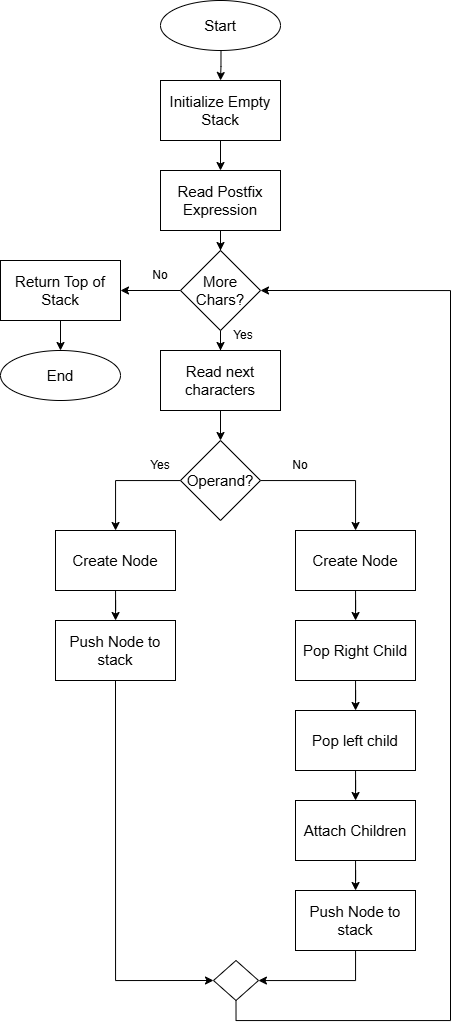 Start
Initialize Empty
Stack
Read Postfix
Expression
More
Chars?
No
Return Top of
Stack
End
Yes
Read next
characters
Operand?
Yes
No
Create Node
Push Node to
stack
Create Node
Pop Right Child
Pop left child
Attach Children
Push Node to
stack